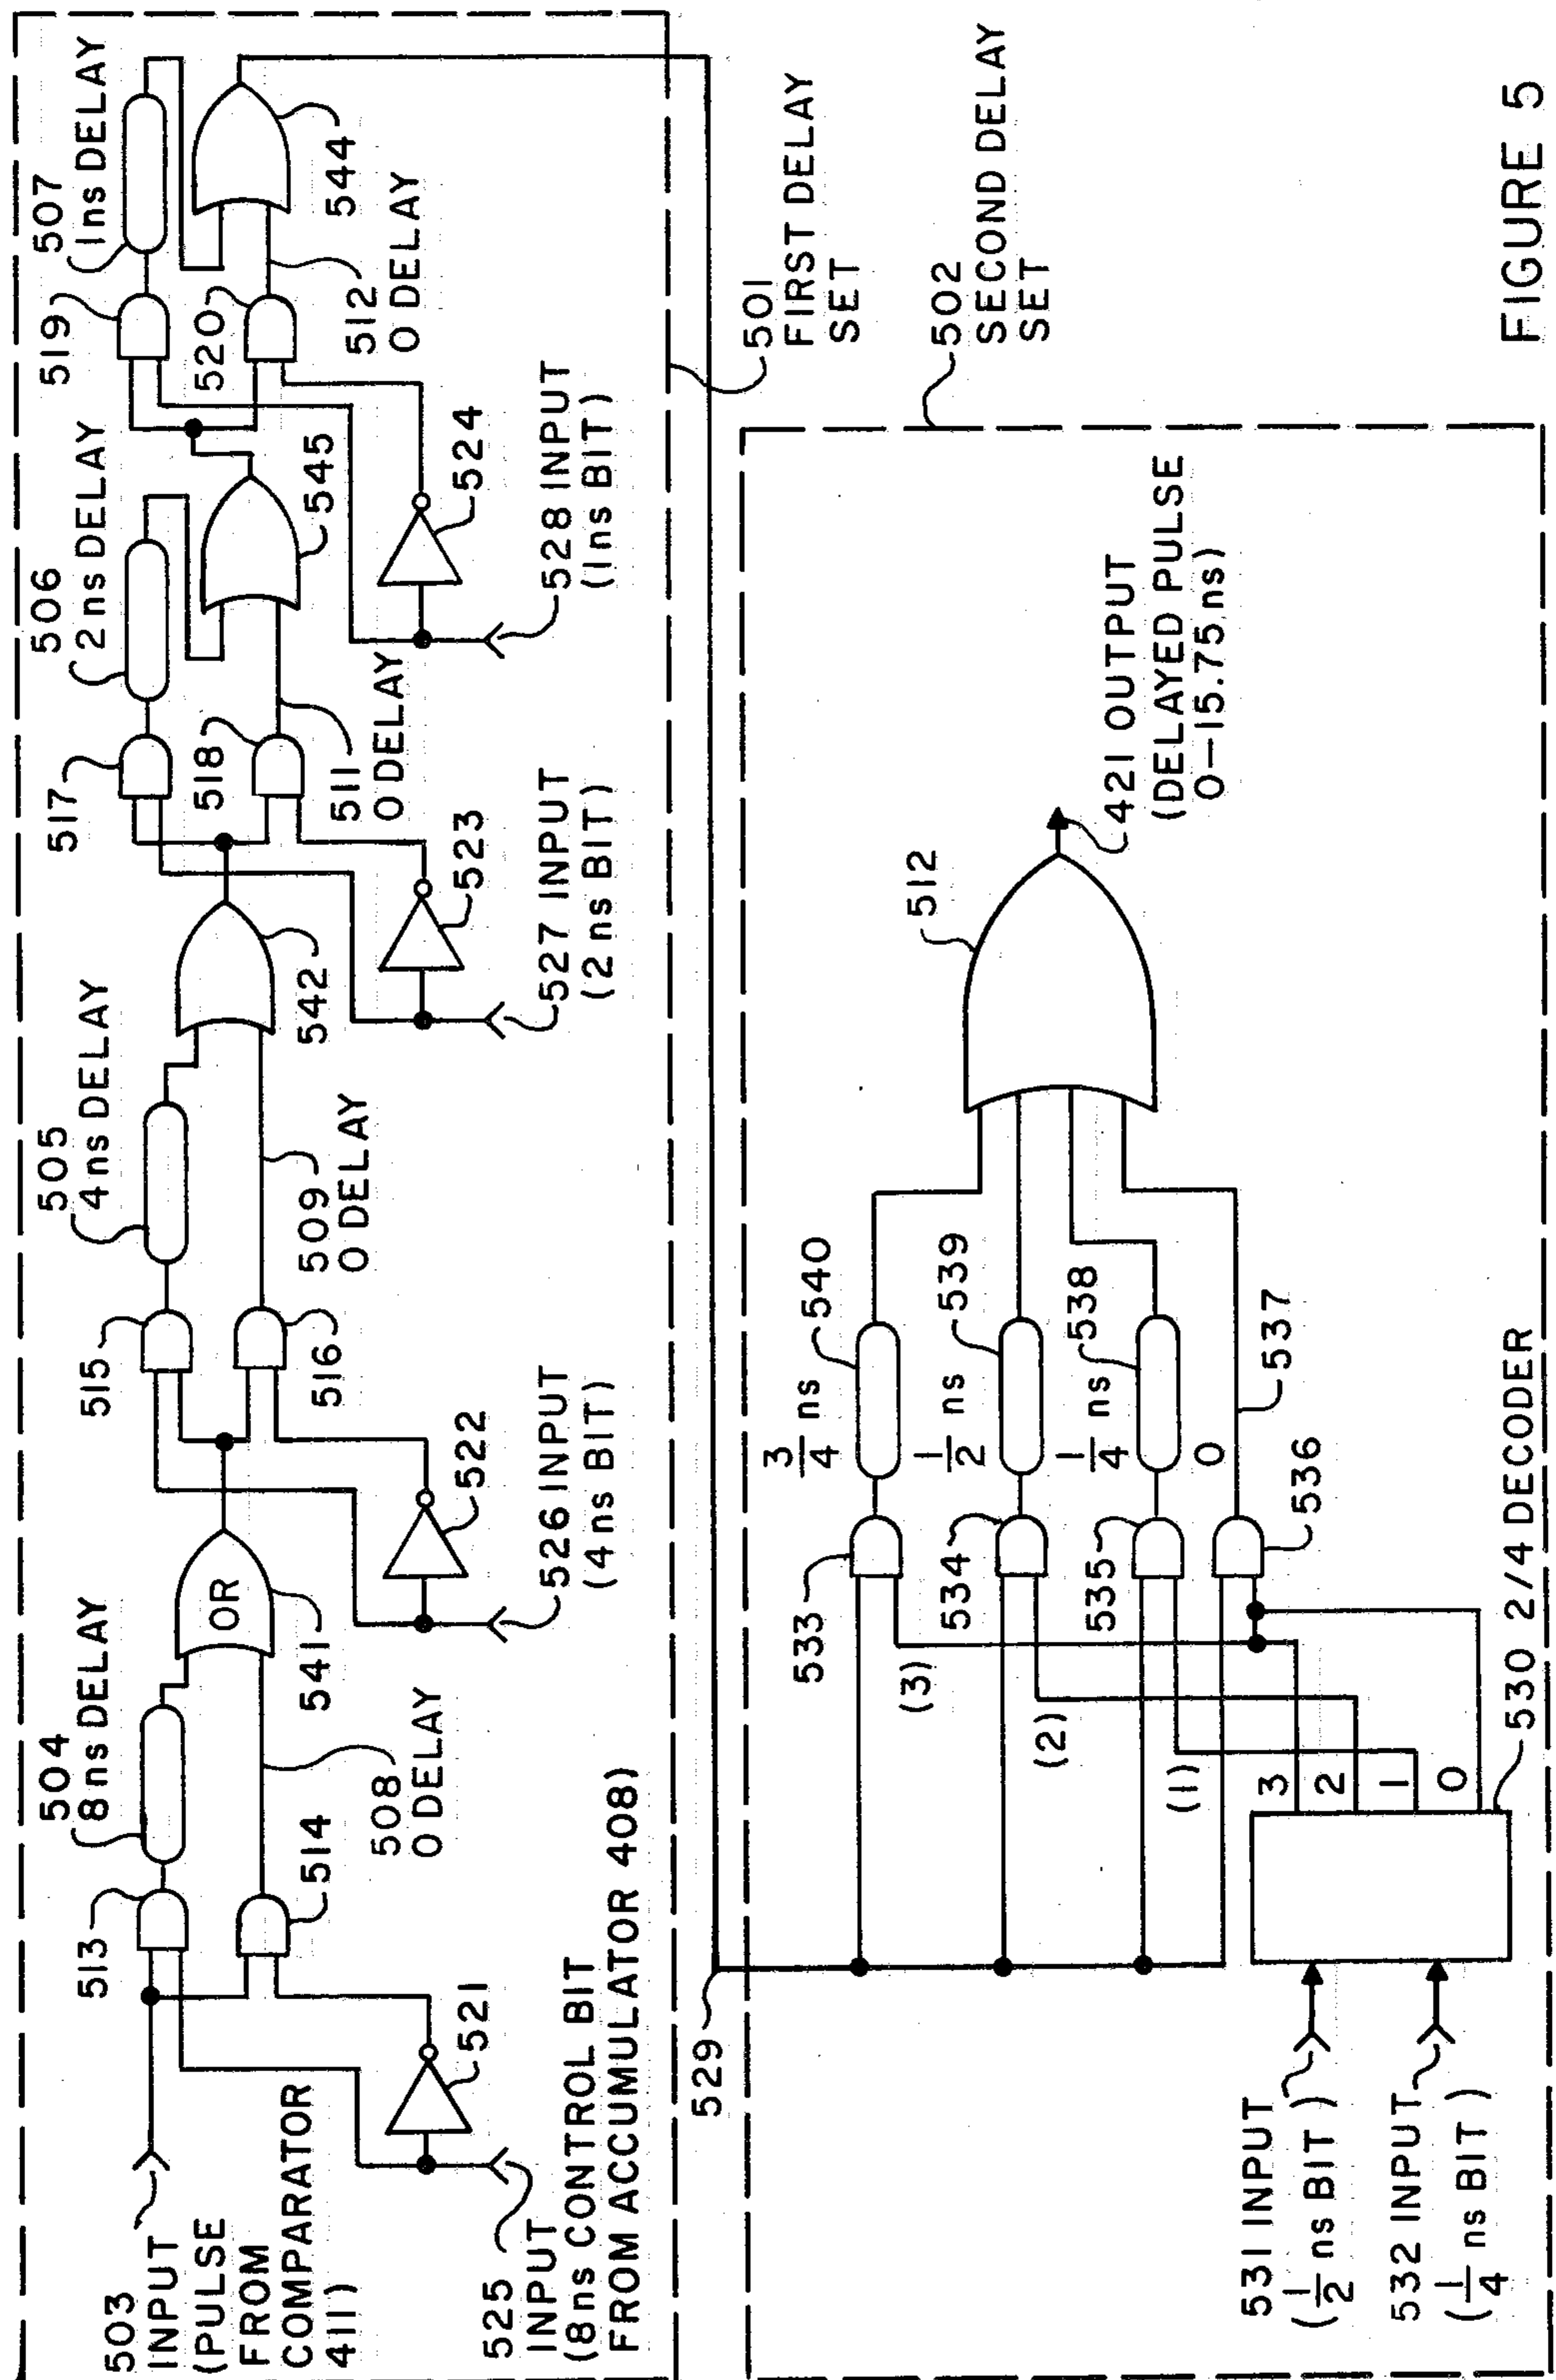 503
INPUT
(PULSE
FROM
COMPARATOR
411)
525
INPUT
(8ns CONTROL BIT
FROM ACCUMULATOR 408)
513
514
521
504
8ns DELAY
508
0 DELAY
OR
541
515
516
522
526 INPUT
(4ns BIT)
505
4ns DELAY
509
0 DELAY
542
517
518
523
527 INPUT
(2ns BIT)
506
2ns DELAY
511
0 DELAY
545
519
520
524
528 INPUT
(1ns BIT)
507
1ns DELAY
512
0 DELAY
544
501
FIRST DELAY
SET
502
SECOND DELAY
SET
529
531 INPUT
(1/2 ns BIT)
532 INPUT
(1/4 ns BIT)
3
2
1
0
530 2/4 DECODER
(3)
(2)
(1)
533
534
535
536
3/4 ns
540
1/2 ns
539
1/4 ns
538
0
537
512
421 OUTPUT
(DELAYED PULSE
0—15.75ns)
FIGURE 5